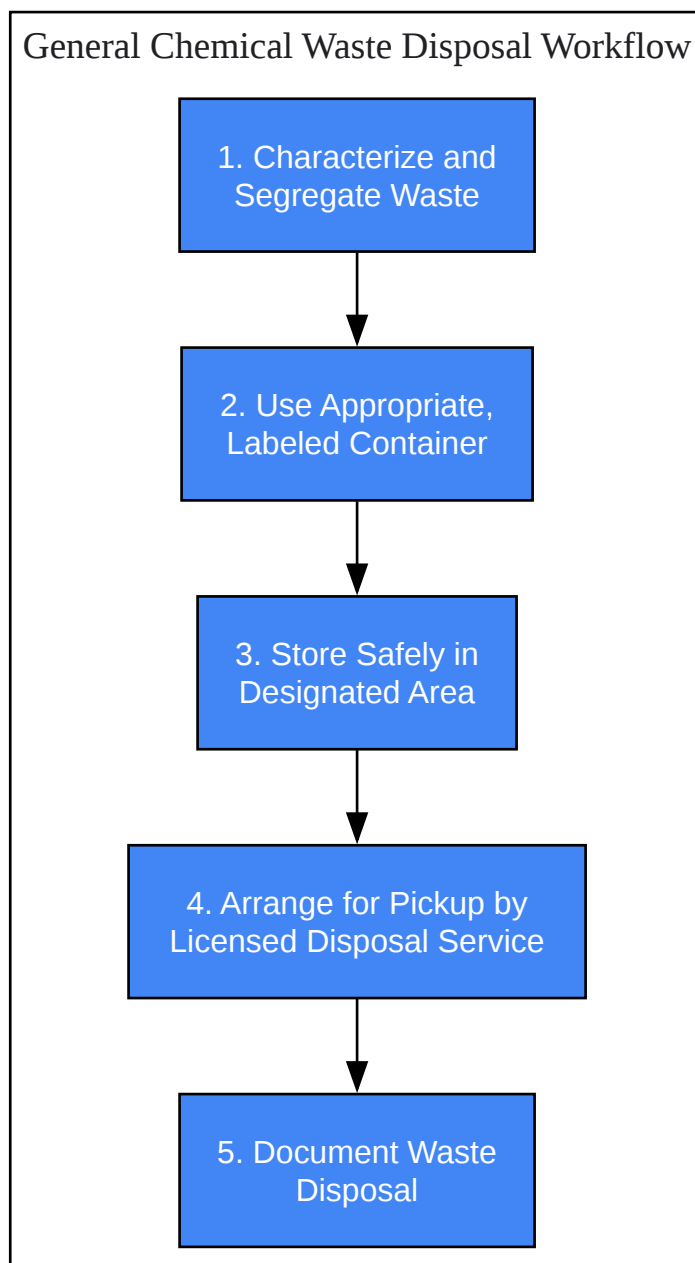 General Chemical Waste Disposal Workflow
1. Characterize and
Segregate Waste
2. Use Appropriate,
Labeled Container
3. Store Safely in
Designated Area
4. Arrange for Pickup by
Licensed Disposal Service
5. Document Waste
Disposal